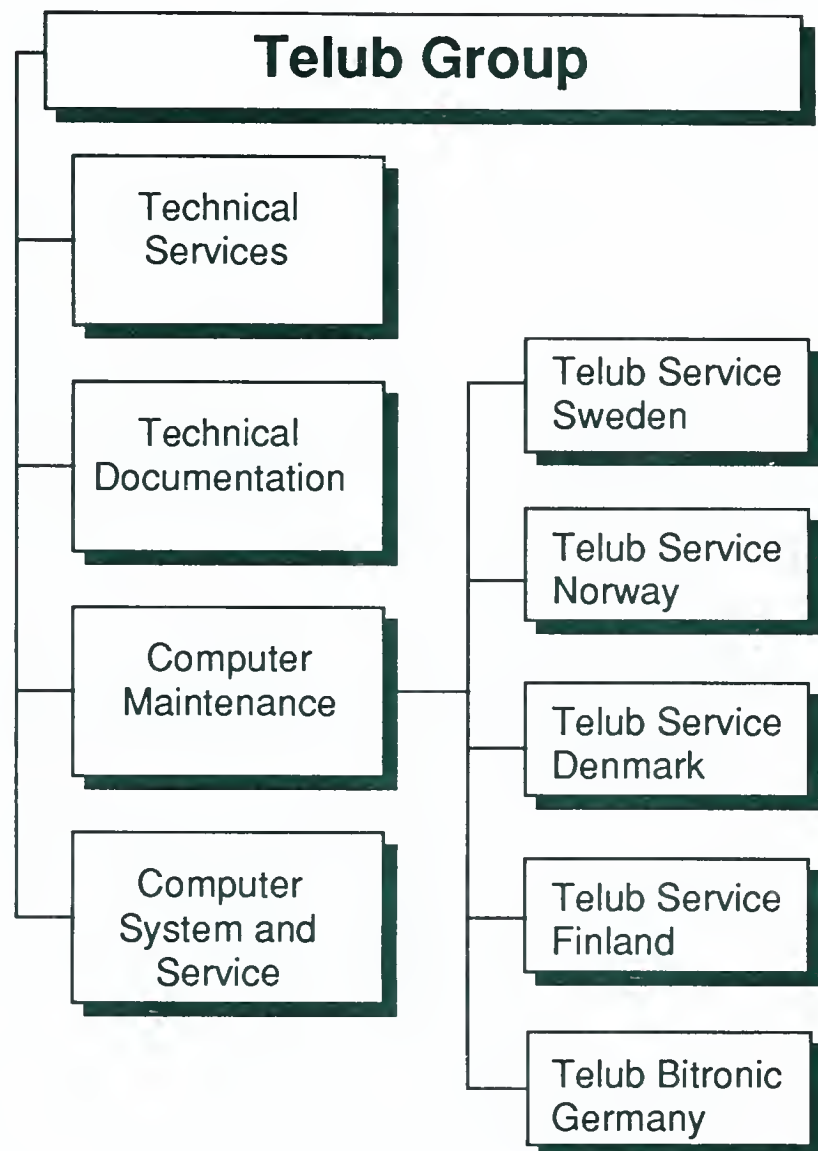 Telub Group
Technical
Services
Technical
Documentation
Computer
Maintenance
Computer
System and
Service
Telub Service
Sweden
Telub Service
Norway
Telub Service
Denmark
Telub Service
Finland
Telub Bitronic
Germany